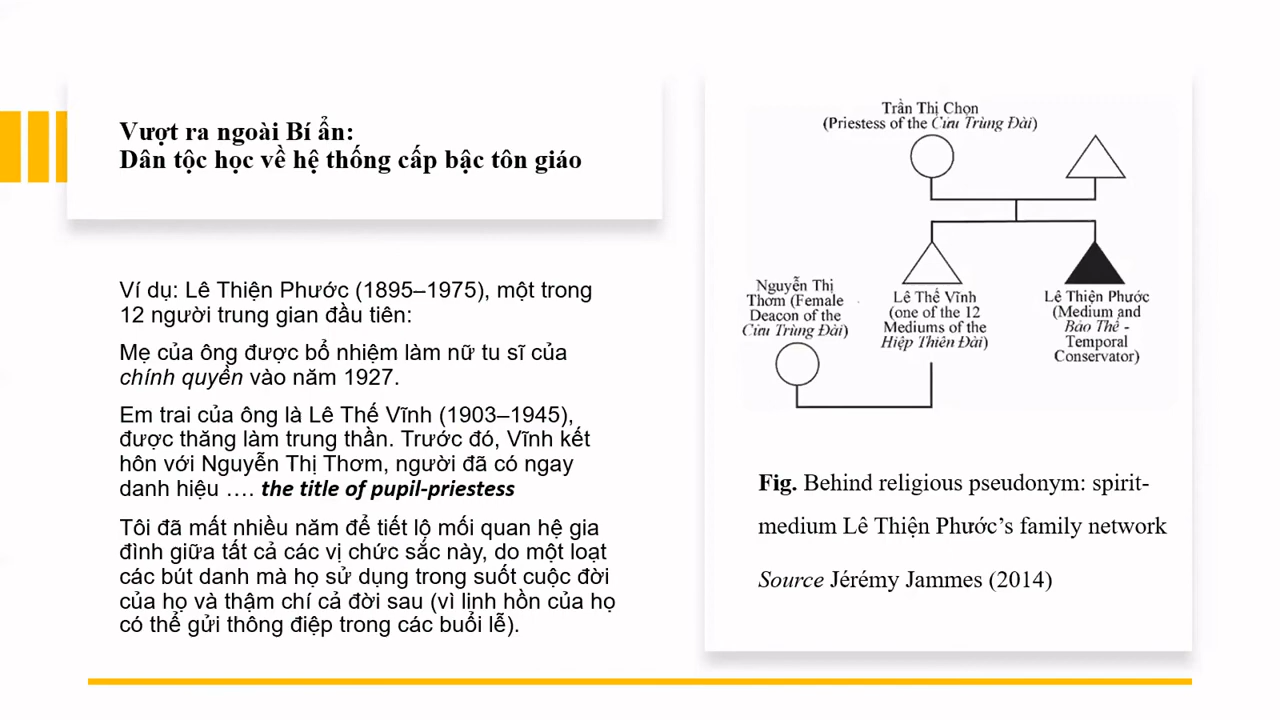 Vượt ra ngoài Bí ẩn:
Dân tộc học về hệ thống cấp bậc tôn giáo
Ví dụ: Lê Thiện Phước (1895–1975), một trong
12 người trung gian đầu tiên:
Mẹ của ông được bổ nhiệm làm nữ tu sĩ của
chính quyền vào năm 1927.
Em trai của ông là Lê Thế Vĩnh (1903–1945),
được thăng làm trung thần. Trước đó, Vĩnh kết
hôn với Nguyễn Thị Thơm, người đã có ngay
danh hiệu …. the title of pupil-priestess
Tôi đã mất nhiều năm để tiết lộ mối quan hệ gia
đình giữa tất cả các vị chức sắc này, do một loạt
các bút danh mà họ sử dụng trong suốt cuộc đời
của họ và thậm chí cả đời sau (vì linh hồn của họ
có thể gửi thông điệp trong các buổi lễ).
Trần Thị Chọn
(Priestess of the Cửu Trùng Đài)
Nguyễn Thị
Thơm (Female
Deacon of the
Cửu Trùng Đài)
Lê Thế Vĩnh
(one of the 12
Mediums of the
Hiệp Thiên Đài)
Lê Thiện Phước
(Medium and
Bảo Thế -
Temporal
Conservator)
Fig. Behind religious pseudonym: spirit-
medium Lê Thiện Phước’s family network
Source Jérémy Jammes (2014)